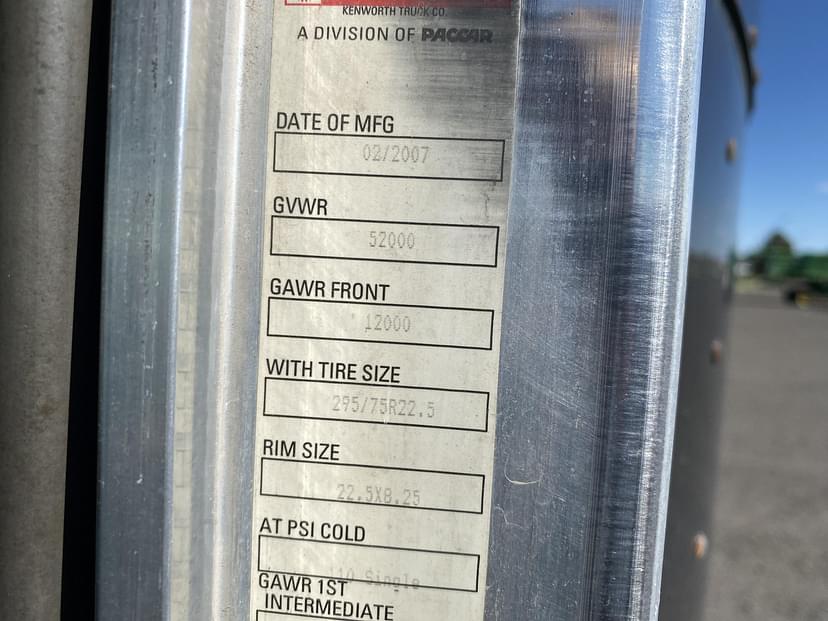 KENWORTH TRUCK CO.
A DIVISION OF PACCAR
DATE OF MFG
02/2007
GVWR
52000
GAWR FRONT
12000
WITH TIRE SIZE
295/75R22.5
RIM SIZE
22.5X8.25
AT PSI COLD
110 Single
GAWR 1ST
INTERMEDIATE